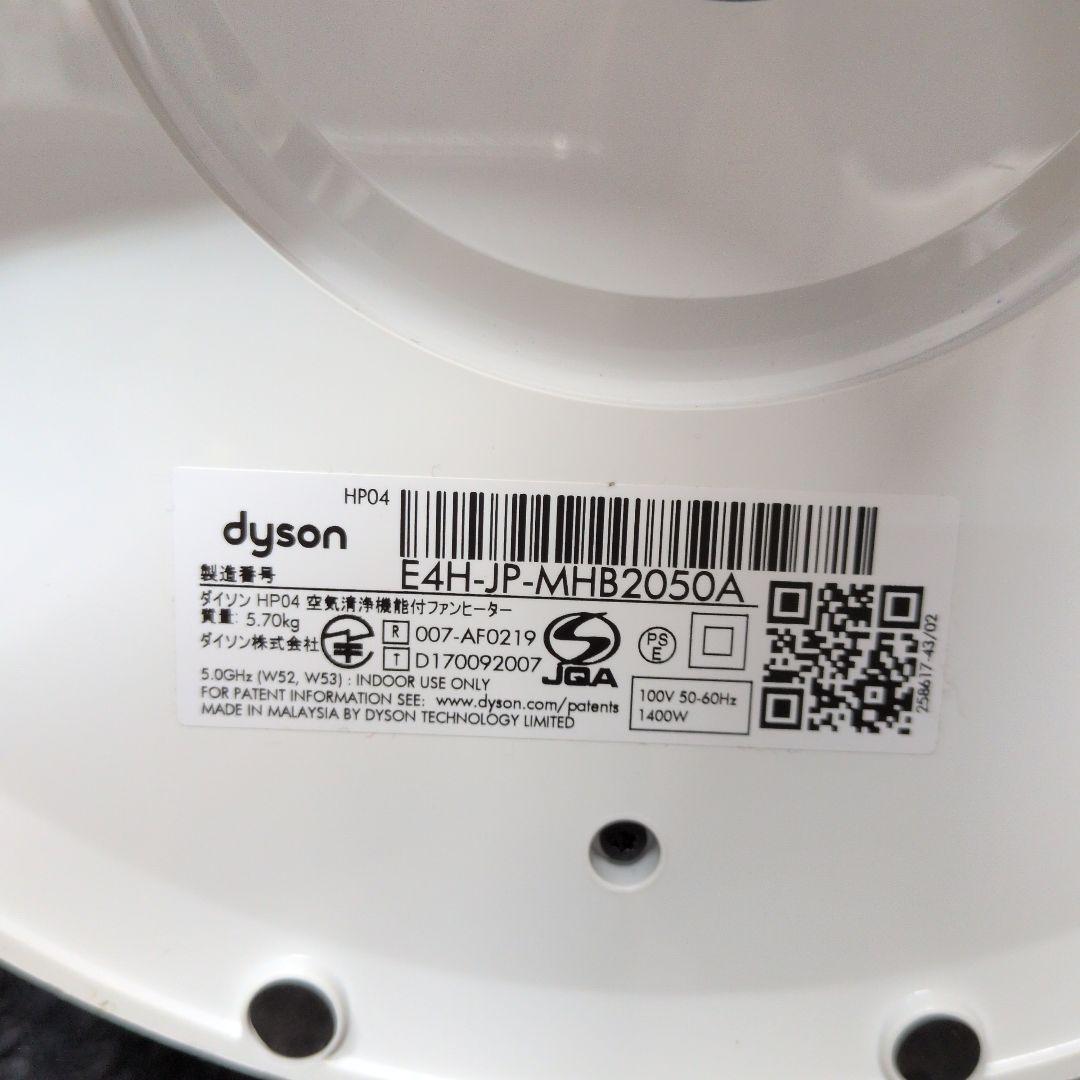 HP04
dyson
製造番号
E4H-JP-MHB2050A
ダイソン HP04 空気清浄機能付ファンヒーター
質量: 5.70kg
ダイソン株式会社
R 007-AF0219
T D170092007
JQA
PS
E
5.0GHz (W52, W53) : INDOOR USE ONLY
FOR PATENT INFORMATION SEE: www.dyson.com/patents
MADE IN MALAYSIA BY DYSON TECHNOLOGY LIMITED
100V 50-60Hz
1400W
258617-43/02